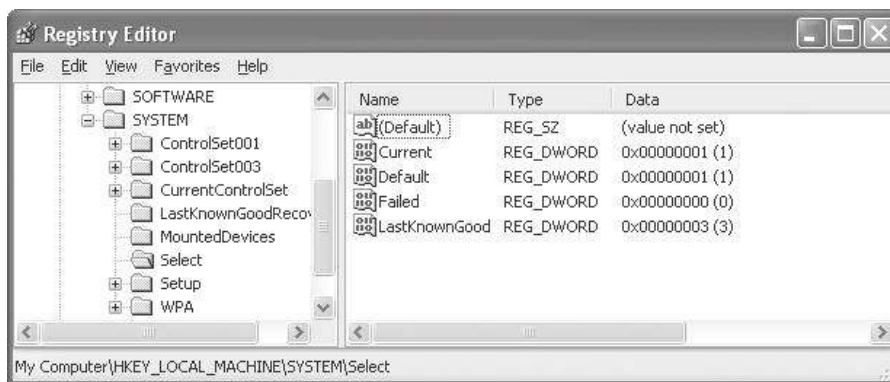 Registry Editor
File Edit View Favorites Help
SOFTWARE
SYSTEM
ControlSet001
ControlSet003
CurrentControlSet
LastKnownGoodRecov
MountedDevices
Select
Setup
WPA
Name Type Data
(Default) REG_SZ (value not set)
Current REG_DWORD 0x00000001 (1)
Default REG_DWORD 0x00000001 (1)
Failed REG_DWORD 0x00000000 (0)
LastKnownGood REG_DWORD 0x00000003 (3)
My Computer\HKEY_LOCAL_MACHINE\SYSTEM\Select